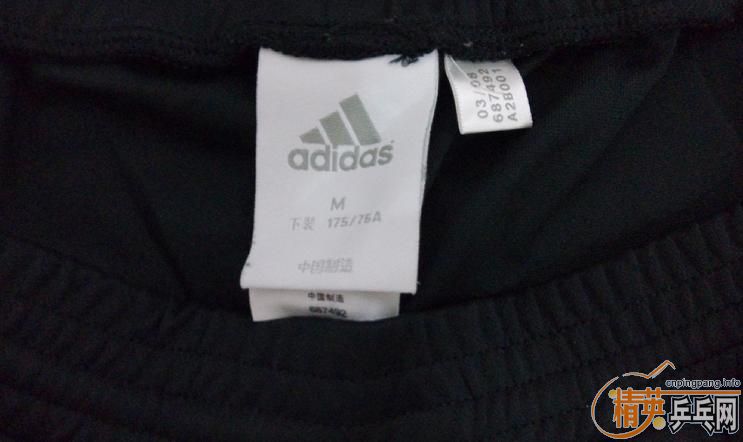 adidas
M
下装 175/76A
中国制造
中国制造
687492
03/08
687492
A2B001
cnpingpang.info
精英乒乓网